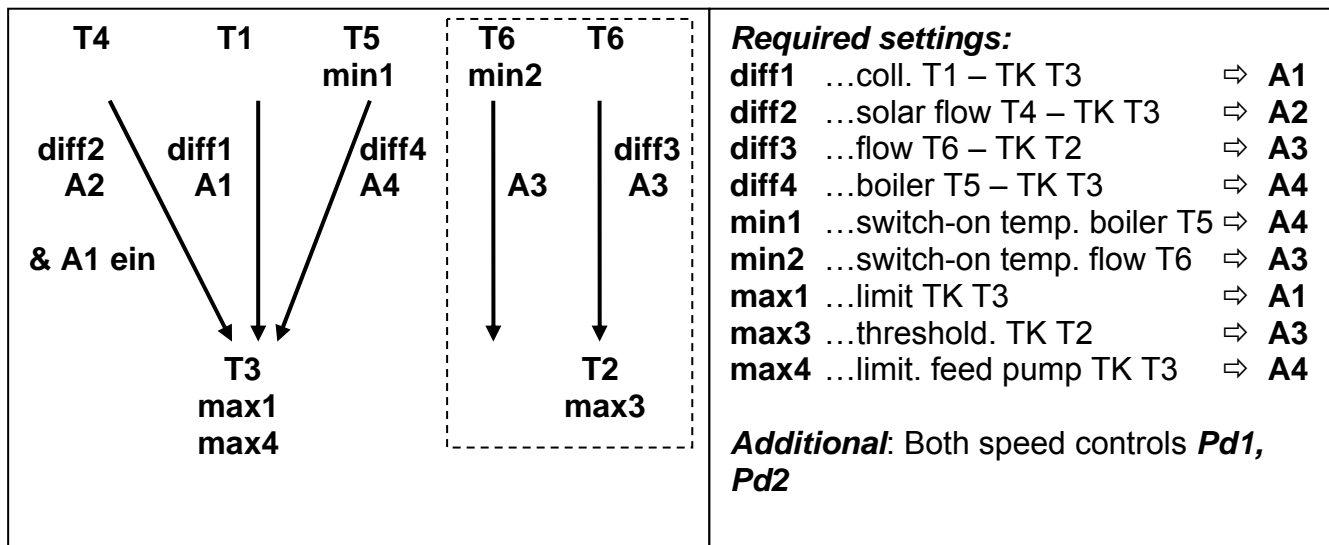 T4 T1 T5 T6 T6
min1 min2
diff2 diff1 diff4 diff3
A2 A1 A4 A3 A3
& A1 ein
T3 T2
max1 max3
max4
Required settings:
diff1 …coll. T1 – TK T3 ⇨ A1
diff2 …solar flow T4 – TK T3 ⇨ A2
diff3 …flow T6 – TK T2 ⇨ A3
diff4 …boiler T5 – TK T3 ⇨ A4
min1 …switch-on temp. boiler T5 ⇨ A4
min2 …switch-on temp. flow T6 ⇨ A3
max1 …limit TK T3 ⇨ A1
max3 …threshold. TK T2 ⇨ A3
max4 …limit. feed pump TK T3 ⇨ A4
Additional: Both speed controls Pd1,
Pd2